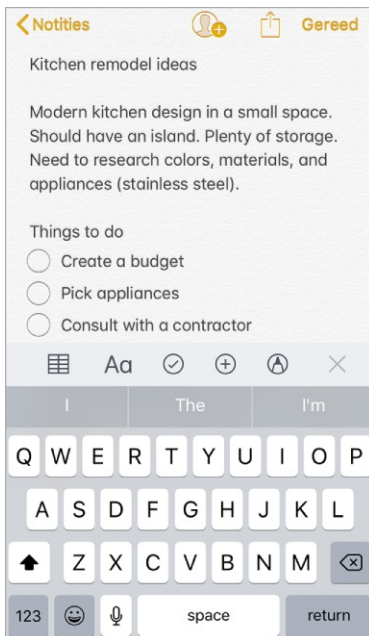 Notities Gereed
Kitchen remodel ideas
Modern kitchen design in a small space.
Should have an island. Plenty of storage.
Need to research colors, materials, and
appliances (stainless steel).
Things to do
Create a budget
Pick appliances
Consult with a contractor
Aa
I The I'm
Q W E R T Y U I O P
A S D F G H J K L
Z X C V B N M
123 space return